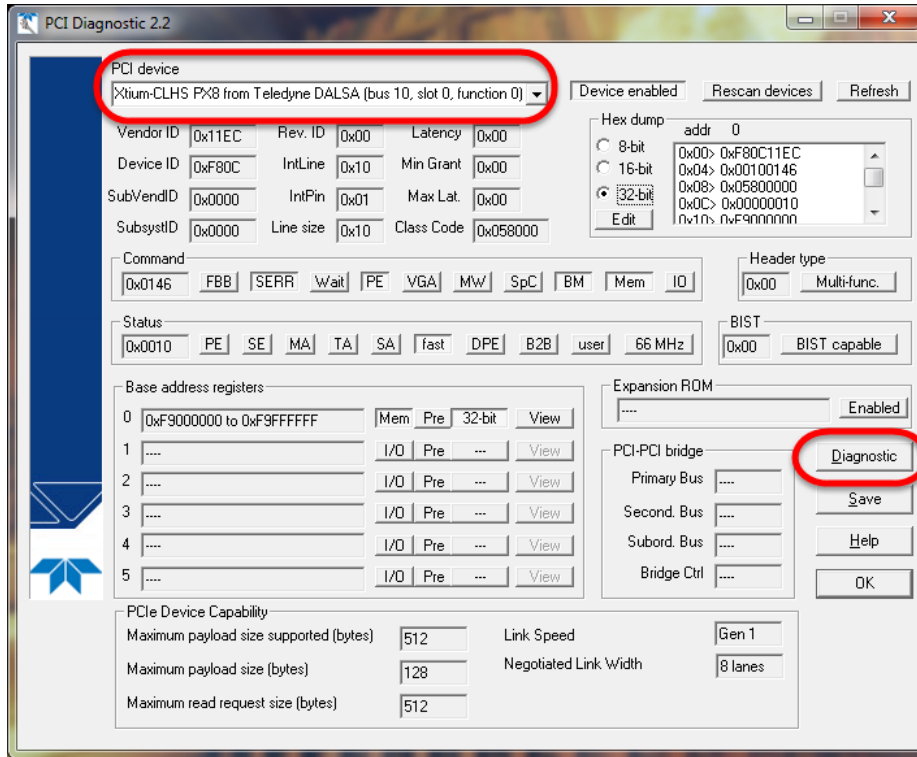 PCI Diagnostic 2.2
PCI device
Xtium-CLHS PX8 from Teledyne DALSA (bus 10, slot 0, function 0)
Device enabled Rescan devices Refresh
Vendor ID 0x11EC Rev. ID 0x00 Latency 0x00
Device ID 0xF80C IntLine 0x10 Min Grant 0x00
SubVendID 0x0000 IntPin 0x01 Max Lat. 0x00
SubsystID 0x0000 Line size 0x10 Class Code 0x058000
Hex dump
addr 0
8-bit
16-bit
32-bit
Edit
0x00> 0xF80C11EC
0x04> 0x00100146
0x08> 0x05800000
0x0C> 0x00000010
0x10> 0xF9000000
Command
0x0146 FBB SERR Wait PE VGA MW SpC BM Mem IO
Header type
0x00 Multi-func.
Status
0x0010 PE SE MA TA SA fast DPE B2B user 66 MHz
BIST
0x00 BIST capable
Base address registers
0 0xF9000000 to 0xF9FFFFFF Mem Pre 32-bit View
1 ---- I/O Pre --- View
2 ---- I/O Pre --- View
3 ---- I/O Pre --- View
4 ---- I/O Pre --- View
5 ---- I/O Pre --- View
Expansion ROM
---- Enabled
PCI-PCI bridge
Primary Bus ----
Second. Bus ----
Subord. Bus ----
Bridge Ctrl ----
Diagnostic
Save
Help
OK
PCIe Device Capability
Maximum payload size supported (bytes) 512 Link Speed Gen 1
Maximum payload size (bytes) 128 Negotiated Link Width 8 lanes
Maximum read request size (bytes) 512